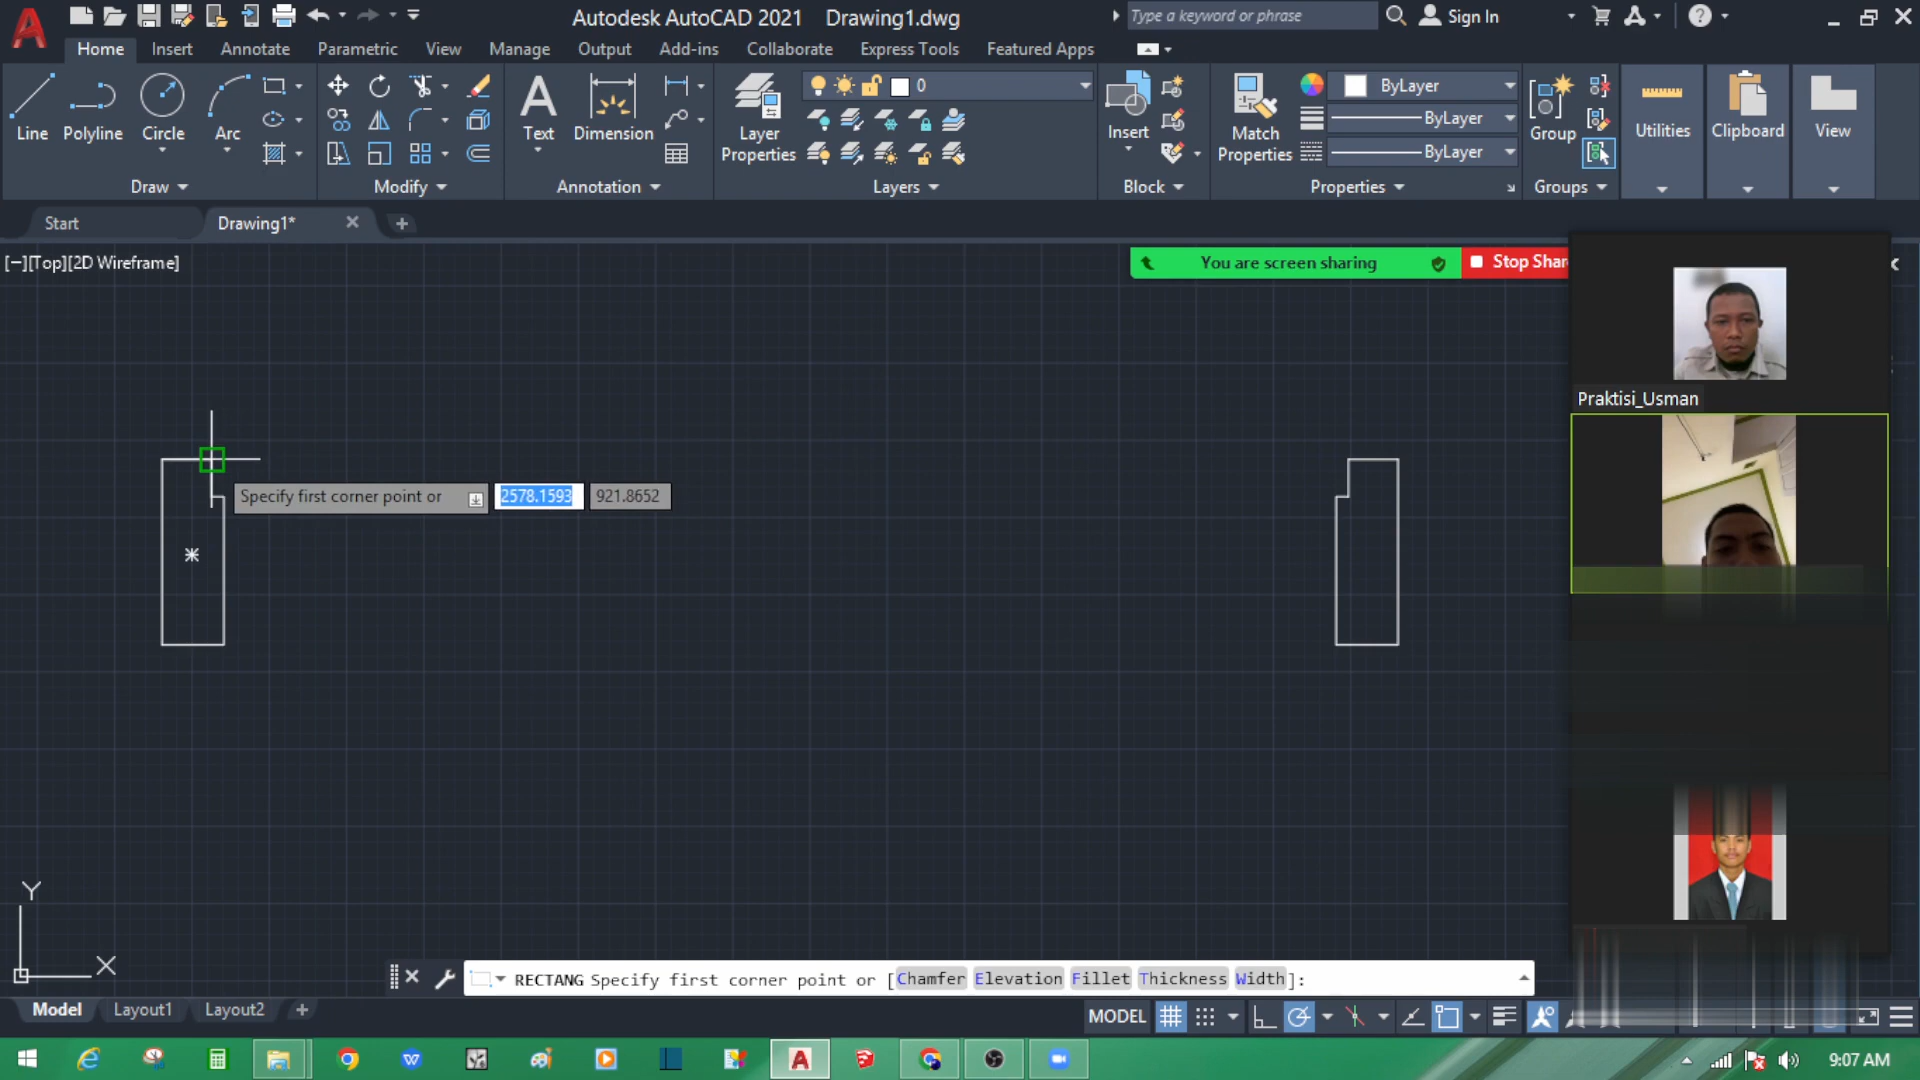 Autodesk AutoCAD 2021 Drawing1.dwg
Type a keyword or phrase
Sign In
Home Insert Annotate Parametric View Manage Output Add-ins Collaborate Express Tools Featured Apps
Line Polyline Circle Arc
Text Dimension
Layer Properties
0
Insert
Match Properties
ByLayer
ByLayer
ByLayer
Group
Utilities
Clipboard
View
Draw Modify Annotation Layers Block Properties Groups
Start Drawing1*
[−][Top][2D Wireframe]
You are screen sharing
Stop Shar
Praktisi_Usman
Specify first corner point or 2578.1593 921.8652
Y
X
RECTANG Specify first corner point or [Chamfer Elevation Fillet Thickness Width]:
Model Layout1 Layout2
MODEL
9:07 AM